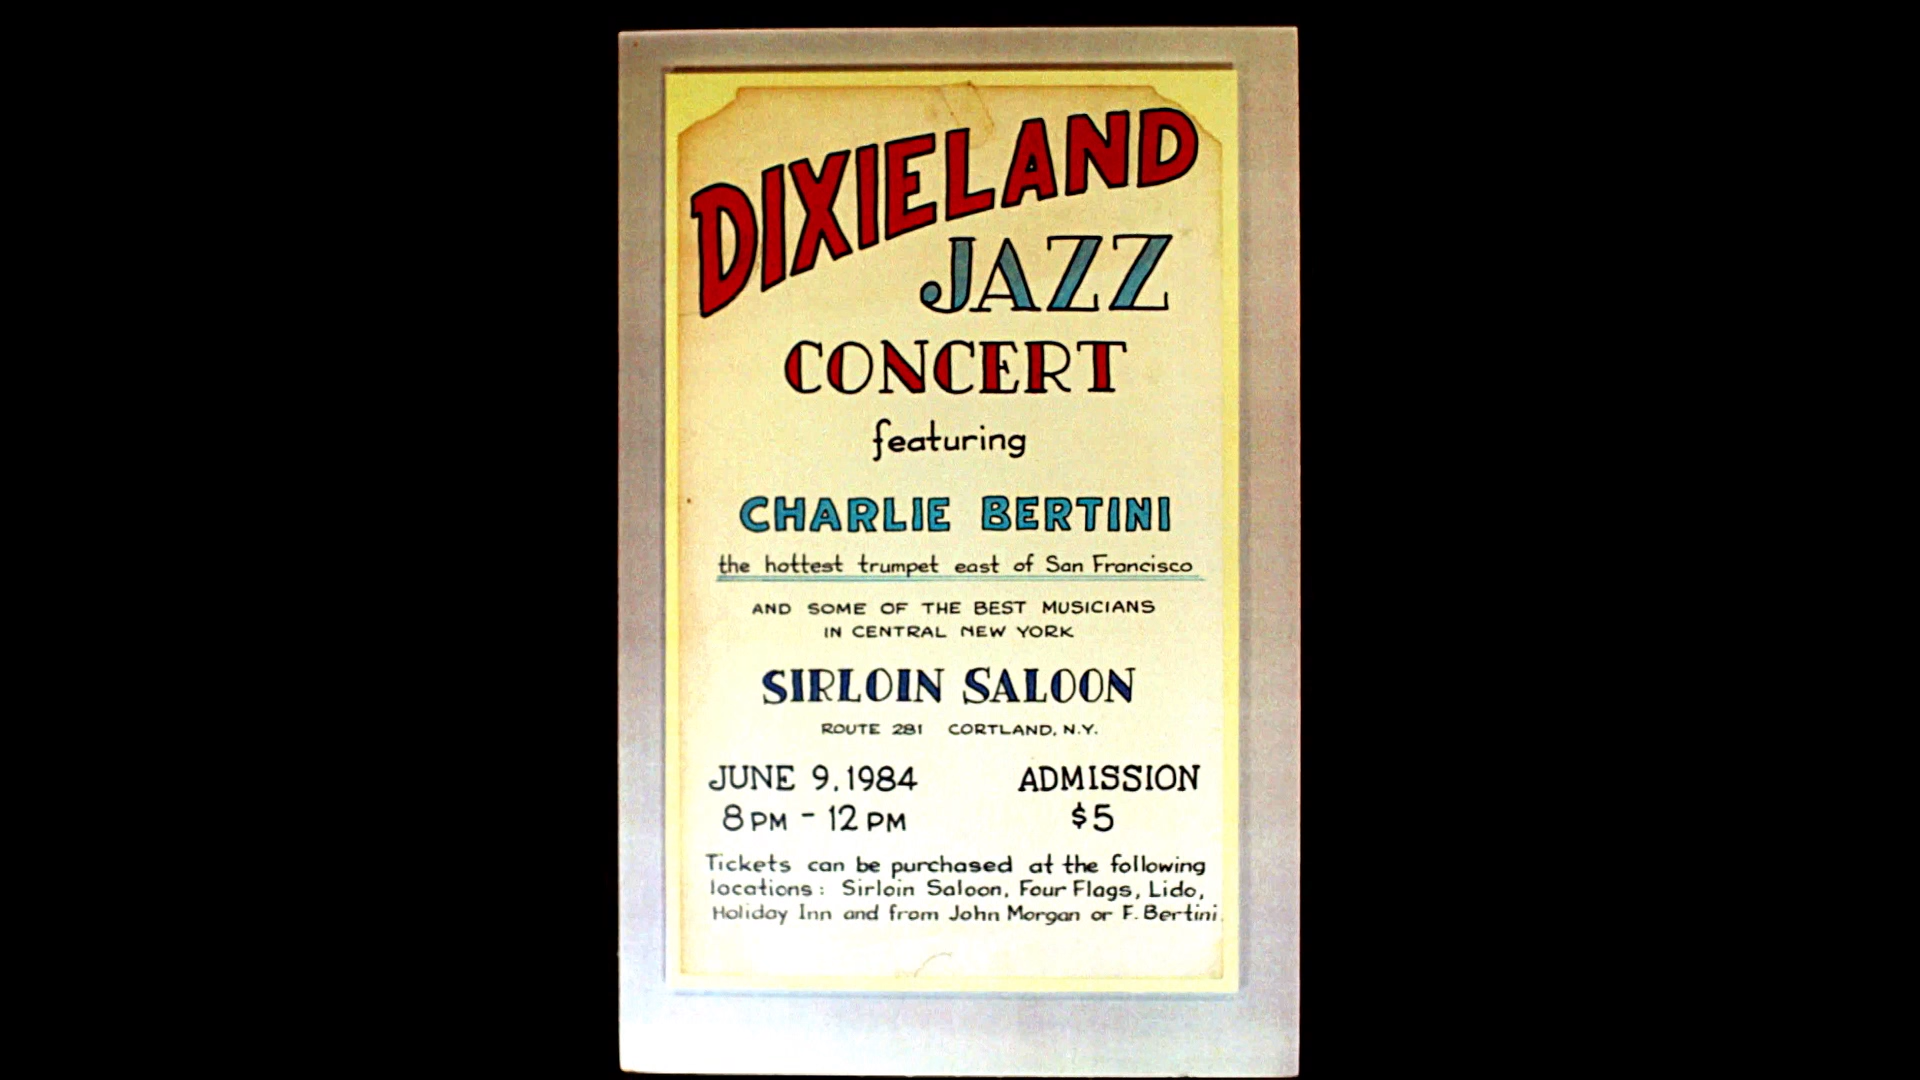 DIXIELAND
JAZZ
CONCERT
featuring
CHARLIE BERTINI
the hottest trumpet east of San Francisco
AND SOME OF THE BEST MUSICIANS
IN CENTRAL NEW YORK
SIRLOIN SALOON
ROUTE 281 CORTLAND, N.Y.
JUNE 9, 1984 ADMISSION
8 PM - 12 PM $5
Tickets can be purchased at the following
locations: Sirloin Saloon, Four Flags, Lido,
Holiday Inn and from John Morgan or F. Bertini.